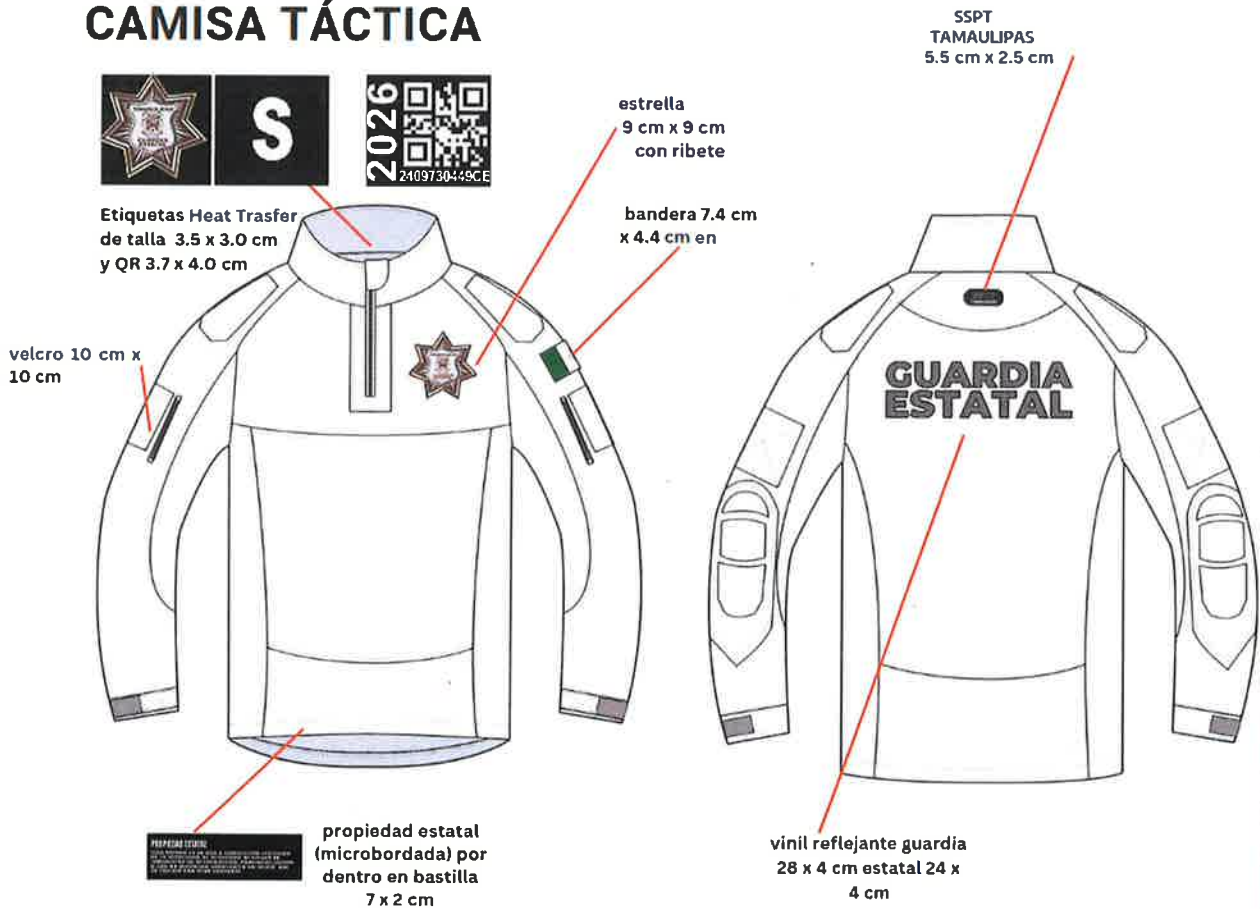 CAMISA TÁCTICA
S
2026
2409730449CE
Etiquetas Heat Trasfer
de talla 3.5 x 3.0 cm
y QR 3.7 x 4.0 cm
estrella
9 cm x 9 cm
con ribete
bandera 7.4 cm
x 4.4 cm en
velcro 10 cm x
10 cm
SSPT
TAMAULIPAS
5.5 cm x 2.5 cm
GUARDIA
ESTATAL
PROPIEDAD ESTATAL
propiedad estatal
(microbordada) por
dentro en bastilla
7 x 2 cm
vinil reflejante guardia
28 x 4 cm estatal 24 x
4 cm